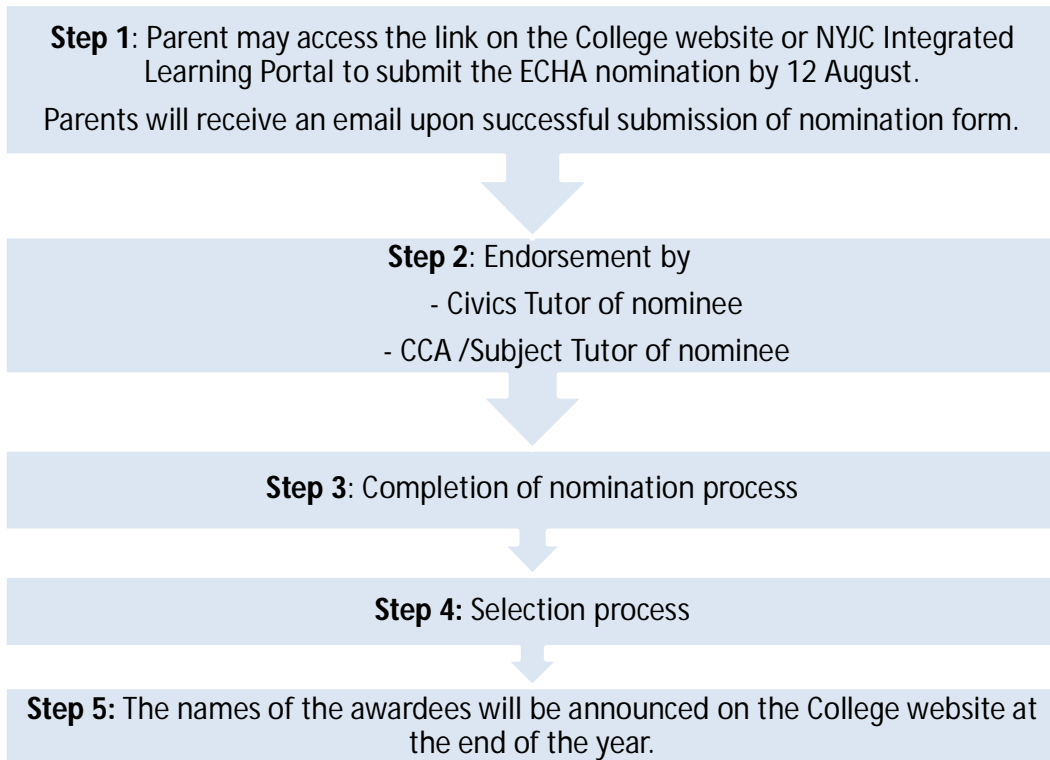 Step 1: Parent may access the link on the College website or NYJC Integrated
Learning Portal to submit the ECHA nomination by 12 August.
Parents will receive an email upon successful submission of nomination form.
Step 2: Endorsement by
- Civics Tutor of nominee
- CCA /Subject Tutor of nominee
Step 3: Completion of nomination process
Step 4: Selection process
Step 5: The names of the awardees will be announced on the College website at
the end of the year.